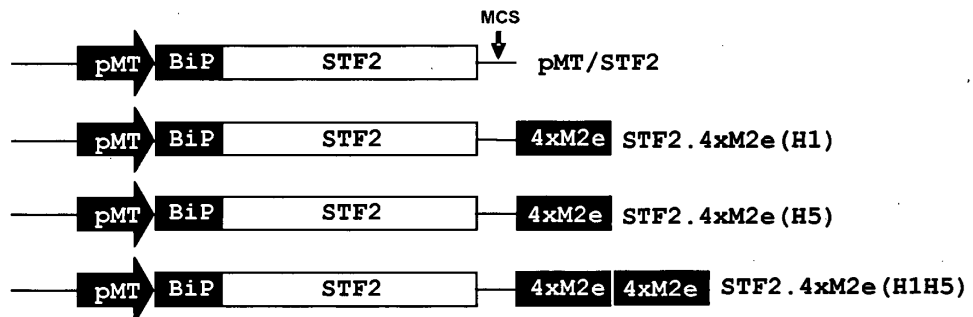 MCS
pMT BiP STF2 pMT/STF2
pMT BiP STF2 4xM2e STF2.4xM2e(H1)
pMT BiP STF2 4xM2e STF2.4xM2e(H5)
pMT BiP STF2 4xM2e 4xM2e STF2.4xM2e(H1H5)